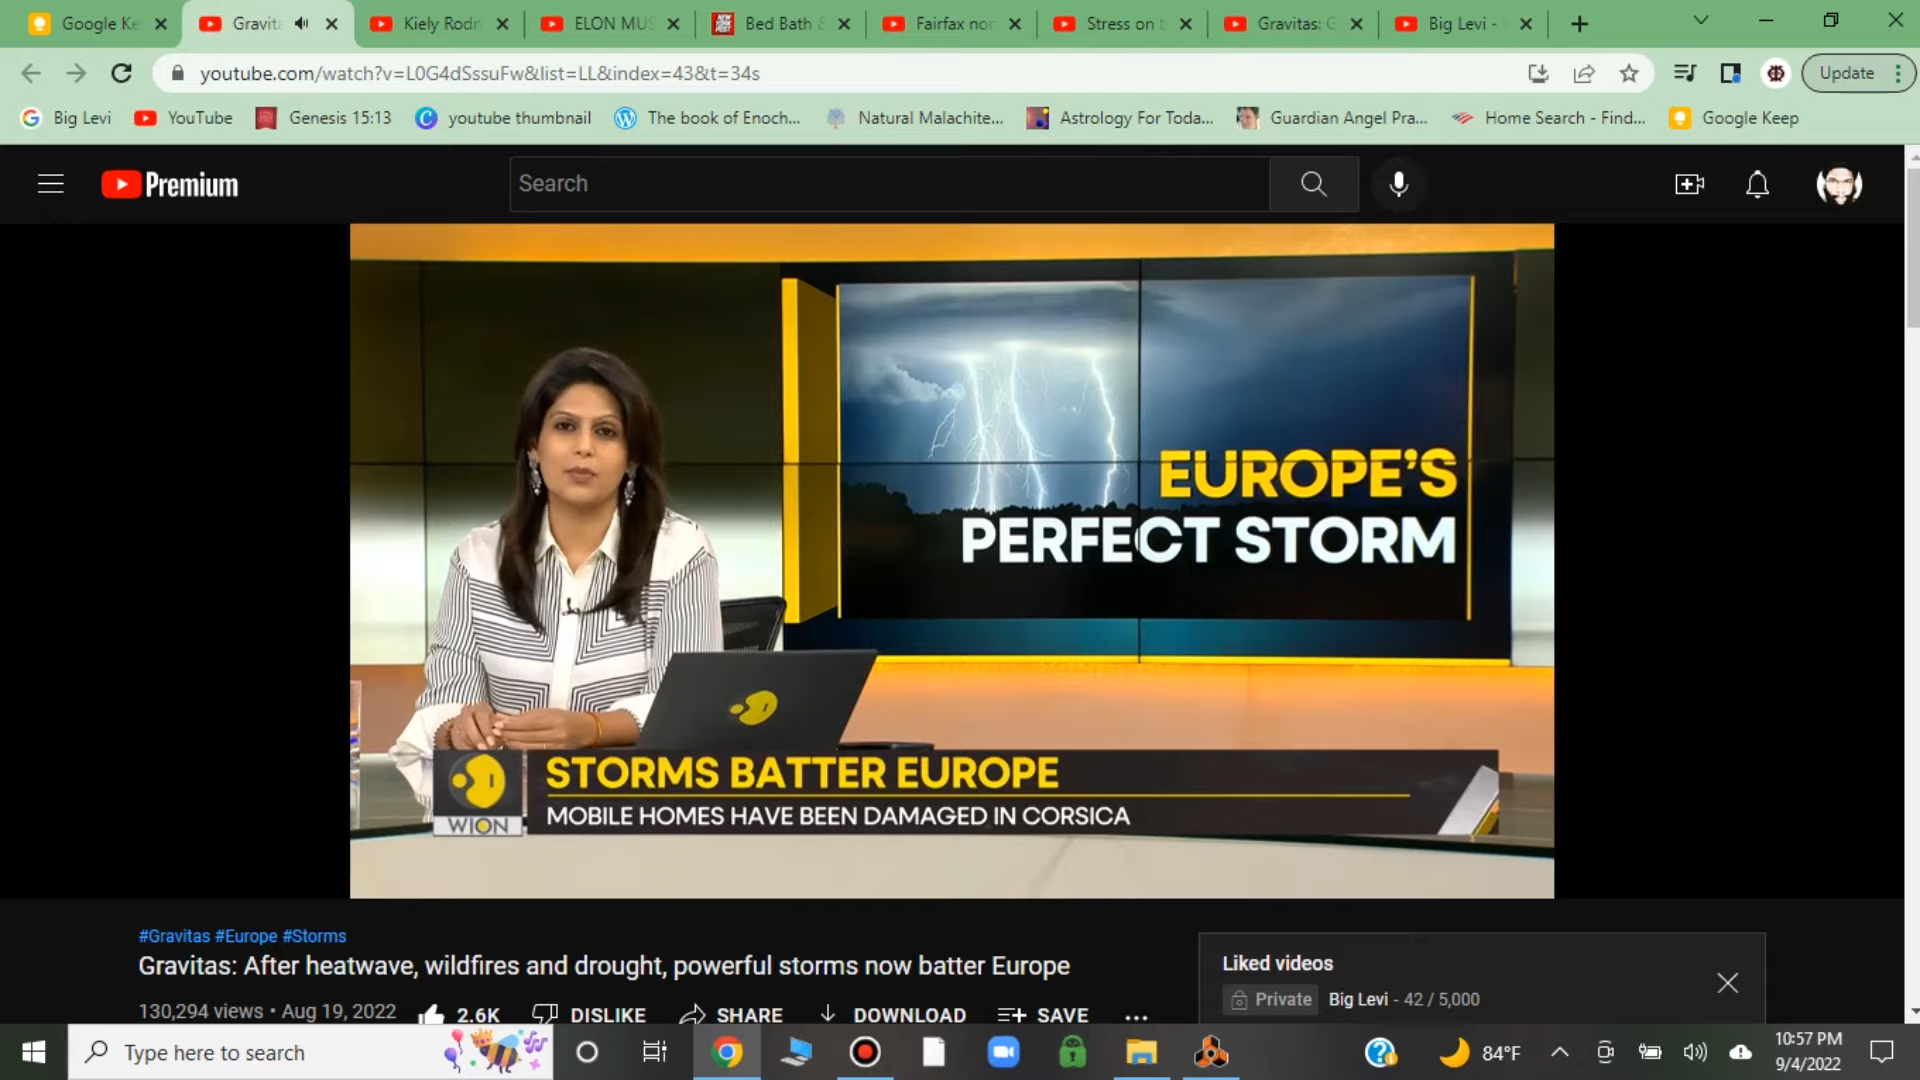 Google Ke
Gravita
Kiely Rodr
ELON MUS
Bed Bath &
Fairfax nor
Stress on t
Gravitas: G
Big Levi -
youtube.com/watch?v=L0G4dSssuFw&list=LL&index=43&t=34s
Update
Big Levi
YouTube
Genesis 15:13
youtube thumbnail
The book of Enoch...
Natural Malachite...
Astrology For Toda...
Guardian Angel Pra...
Home Search - Find...
Google Keep
Premium
Search
EUROPE'S
PERFECT STORM
STORMS BATTER EUROPE
MOBILE HOMES HAVE BEEN DAMAGED IN CORSICA
WION
#Gravitas #Europe #Storms
Gravitas: After heatwave, wildfires and drought, powerful storms now batter Europe
130,294 views • Aug 19, 2022
2.6K
DISLIKE
SHARE
DOWNLOAD
SAVE
Liked videos
Private
Big Levi - 42 / 5,000
Type here to search
84°F
10:57 PM
9/4/2022